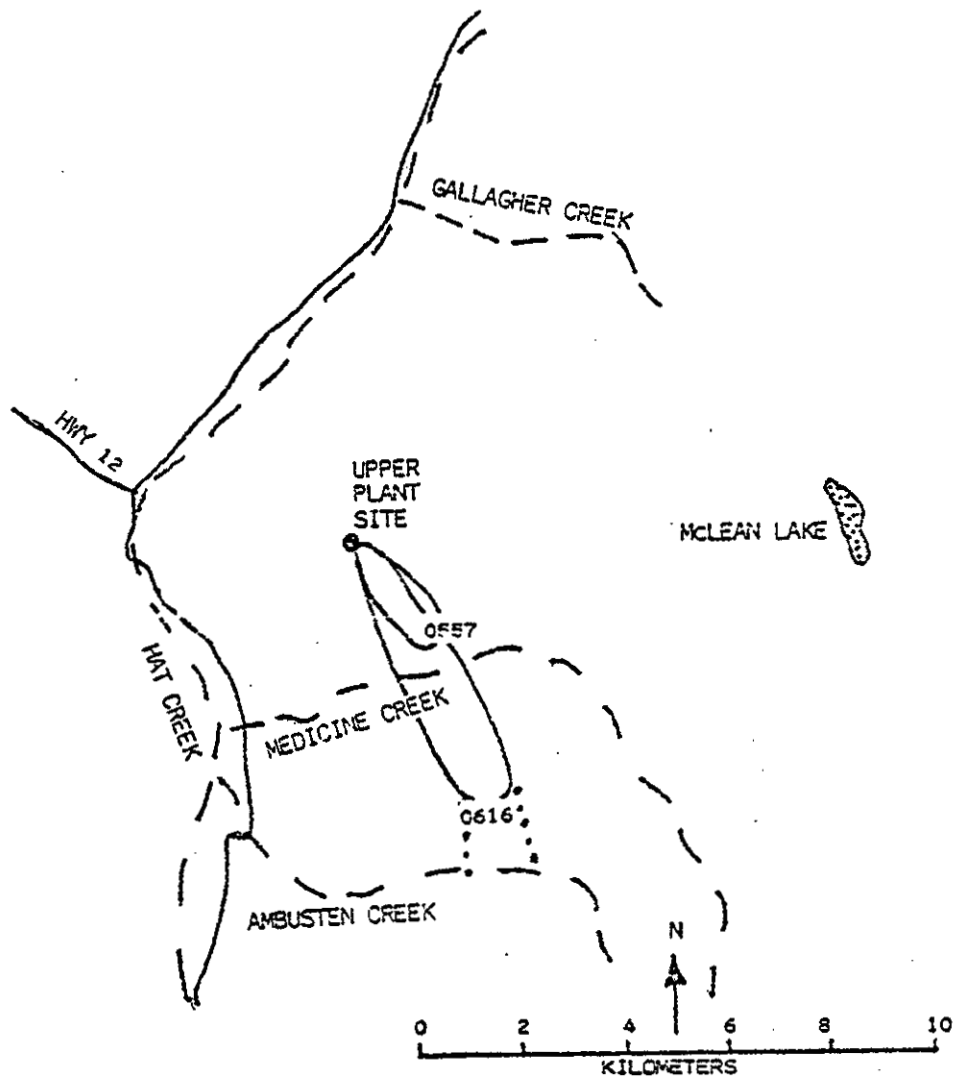 GALLAGHER CREEK
HWY 12
UPPER
PLANT
SITE
McLEAN LAKE
0557
HAT CREEK
MEDICINE CREEK
0616
AMBUSTEN CREEK
N
0 2 4 6 8 10
KILOMETERS